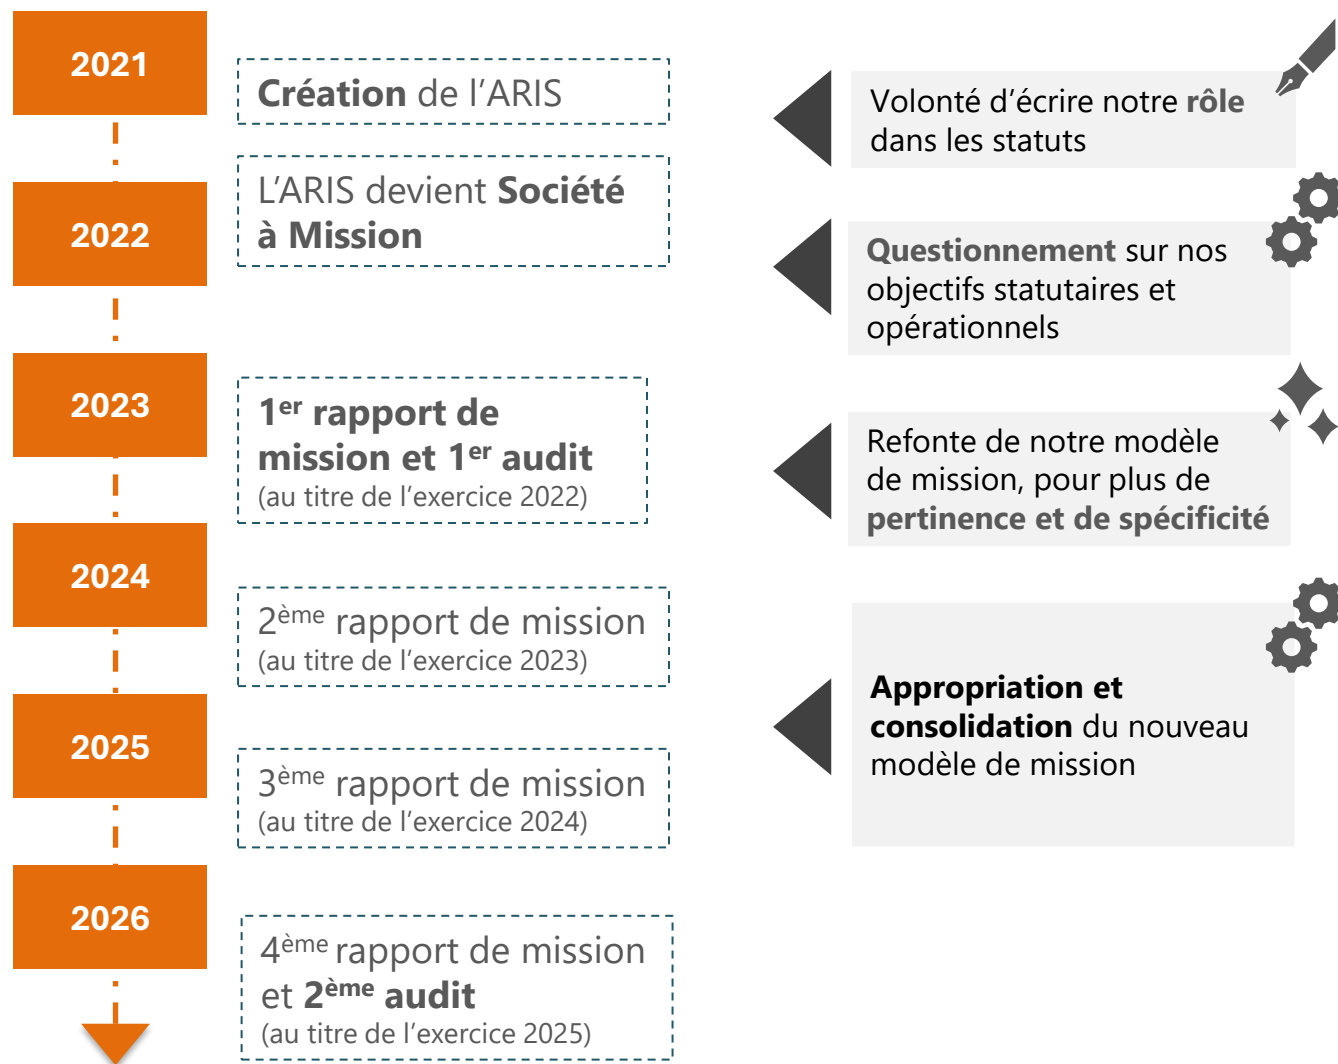 2021
Création de l’ARIS
Volonté d’écrire notre rôle
dans les statuts
2022
L’ARIS devient Société
à Mission
Questionnement sur nos
objectifs statutaires et
opérationnels
2023
1er rapport de
mission et 1er audit
(au titre de l’exercice 2022)
Refonte de notre modèle
de mission, pour plus de
pertinence et de spécificité
2024
2ème rapport de mission
(au titre de l’exercice 2023)
2025
3ème rapport de mission
(au titre de l’exercice 2024)
Appropriation et
consolidation du nouveau
modèle de mission
2026
4ème rapport de mission
et 2ème audit
(au titre de l’exercice 2025)